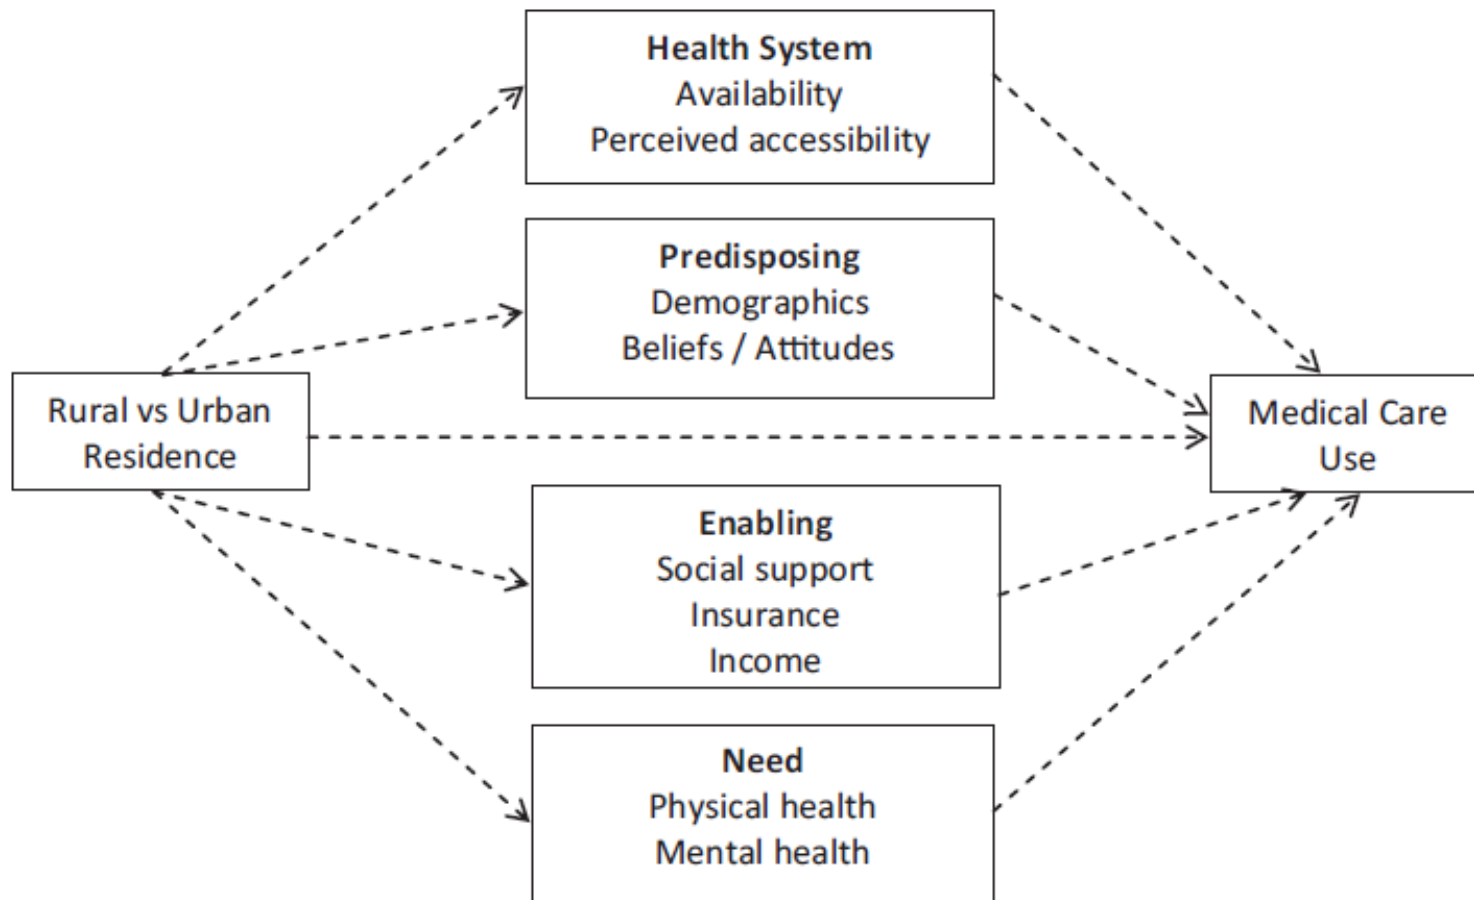 Health System
Availability
Perceived accessibility
Predisposing
Demographics
Beliefs / Attitudes
Rural vs Urban
Residence
Medical Care
Use
Enabling
Social support
Insurance
Income
Need
Physical health
Mental health